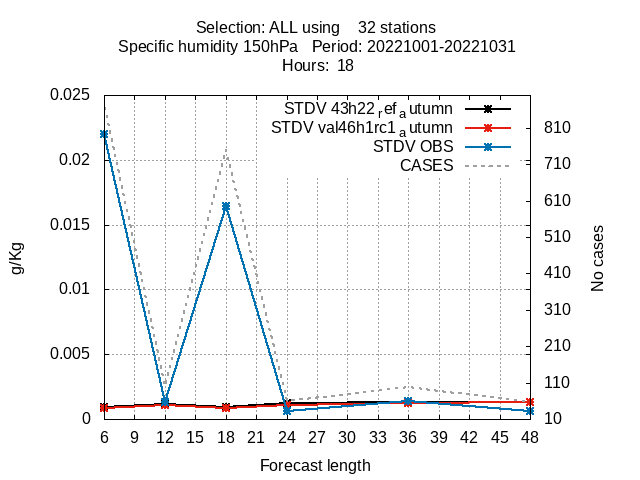 Selection: ALL using    32 stations
Specific humidity 150hPa   Period: 20221001-20221031
Hours:  18
STDV 43h22refautumn
STDV val46h1rc1autumn
STDV OBS
CASES
0.025
0.02
0.015
0.01
0.005
0
g/Kg
810
710
610
510
410
310
210
110
10
No cases
6 9 12 15 18 21 24 27 30 33 36 39 42 45 48
Forecast length